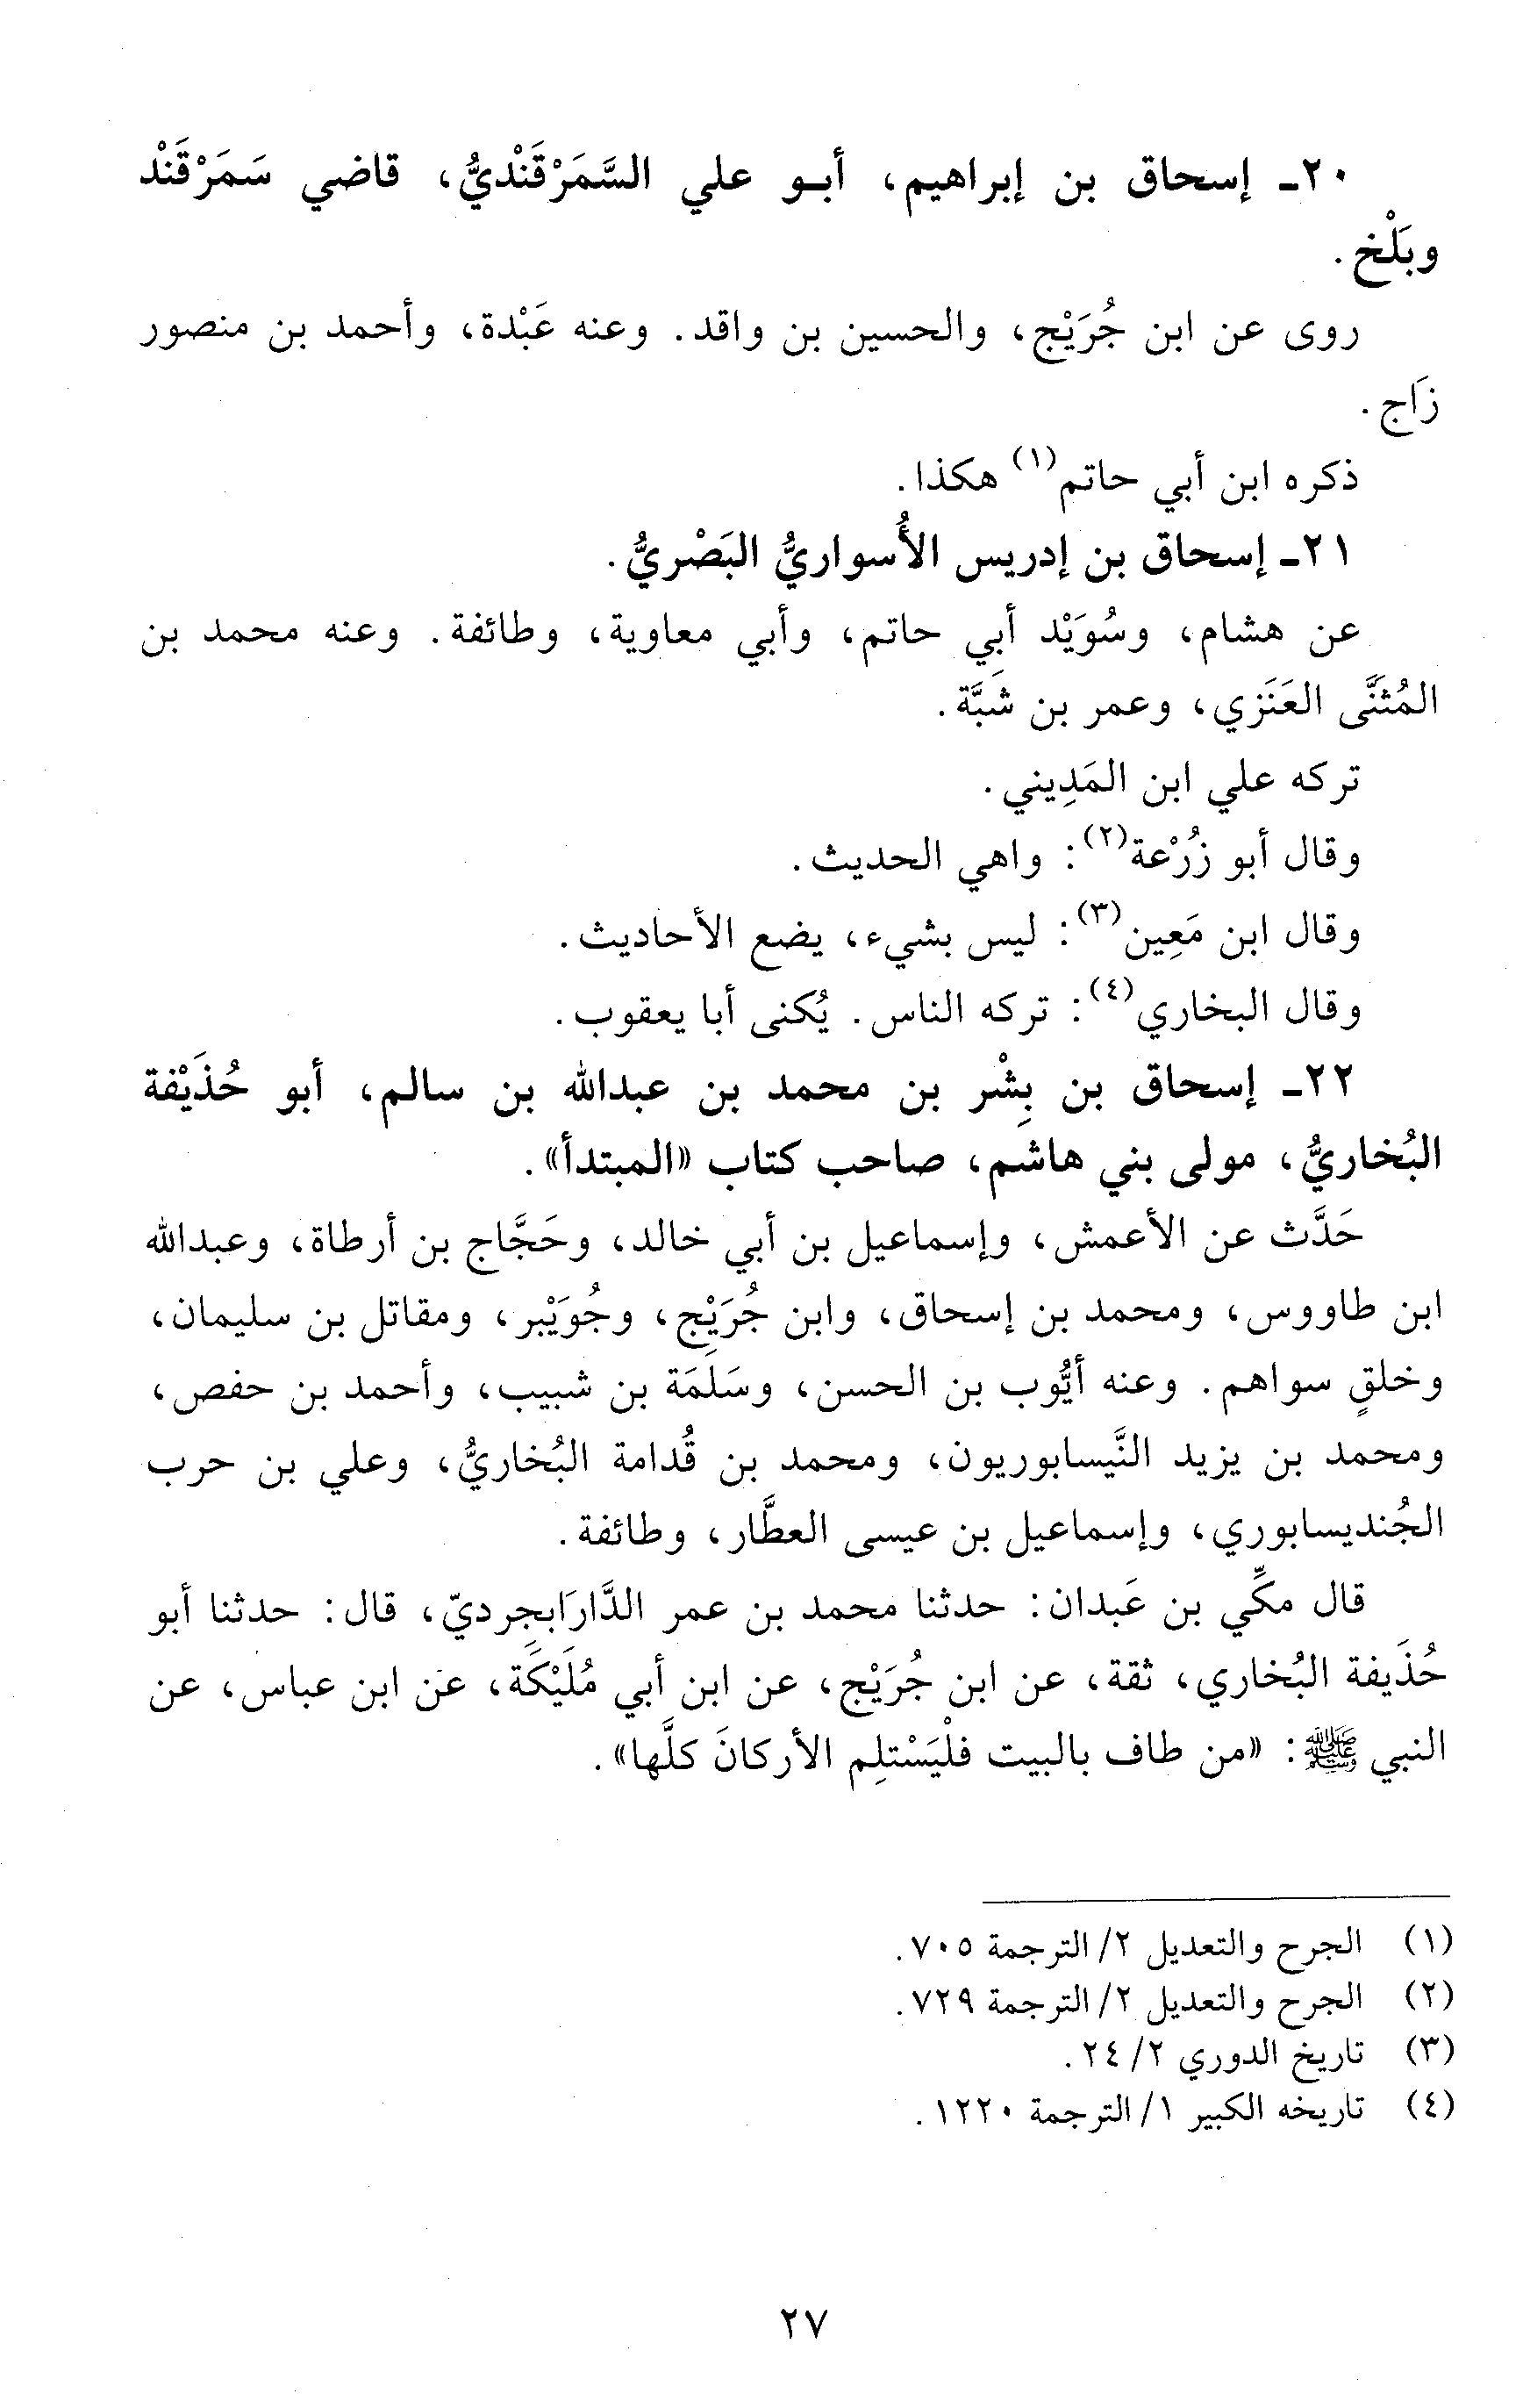 ٢٠- إسحاق بن إبراهيم، أبو علي السَّمَرْقَنْديُّ، قاضي سَمَرْقَنْد
وبَلْخ.
روى عن ابن جُرَيْج، والحسين بن واقد. وعنه عَبْدة، وأحمد بن منصور
زَاج.
ذكره ابن أبي حاتم(١) هكذا.
٢١- إسحاق بن إدريس الأُسواريُّ البَصْريُّ.
عن هشام، وسُوَيْد أبي حاتم، وأبي معاوية، وطائفة. وعنه محمد بن
المُثَنَّى العَنَزي، وعمر بن شَبَّة.
تركه علي ابن المَدِيني.
وقال أبو زُرْعة(٢): واهي الحديث.
وقال ابن مَعِين(٣): ليس بشيء، يضع الأحاديث.
وقال البخاري(٤): تركه الناس. يُكنى أبا يعقوب.
٢٢- إسحاق بن بِشْر بن محمد بن عبدالله بن سالم، أبو حُذَيْفة
البُخاريُّ، مولى بني هاشم، صاحب كتاب «المبتدأ».
حَدَّث عن الأعمش، وإسماعيل بن أبي خالد، وحَجَّاج بن أرطاة، وعبدالله
ابن طاووس، ومحمد بن إسحاق، وابن جُرَيْج، وجُوَيْبِر، ومقاتل بن سليمان،
وخلقٍ سواهم. وعنه أيُّوب بن الحسن، وسَلَمَة بن شبيب، وأحمد بن حفص،
ومحمد بن يزيد النَّيسابوريون، ومحمد بن قُدامة البُخاريُّ، وعلي بن حرب
الجُنديسابوري، وإسماعيل بن عيسى العطَّار، وطائفة.
قال مكِّي بن عَبدان: حدثنا محمد بن عمر الدَّارَابجِرديّ، قال: حدثنا أبو
حُذَيفة البُخاري، ثقة، عن ابن جُرَيْج، عن ابن أبي مُلَيْكَة، عن ابن عباس، عن
النبي ﷺ: «من طاف بالبيت فلْيَسْتلِم الأركانَ كلَّها».
(١) الجرح والتعديل ٢/ الترجمة ٧٠٥.
(٢) الجرح والتعديل ٢/ الترجمة ٧٢٩.
(٣) تاريخ الدوري ٢/ ٢٤.
(٤) تاريخه الكبير ١/ الترجمة ١٢٢٠.
٢٧